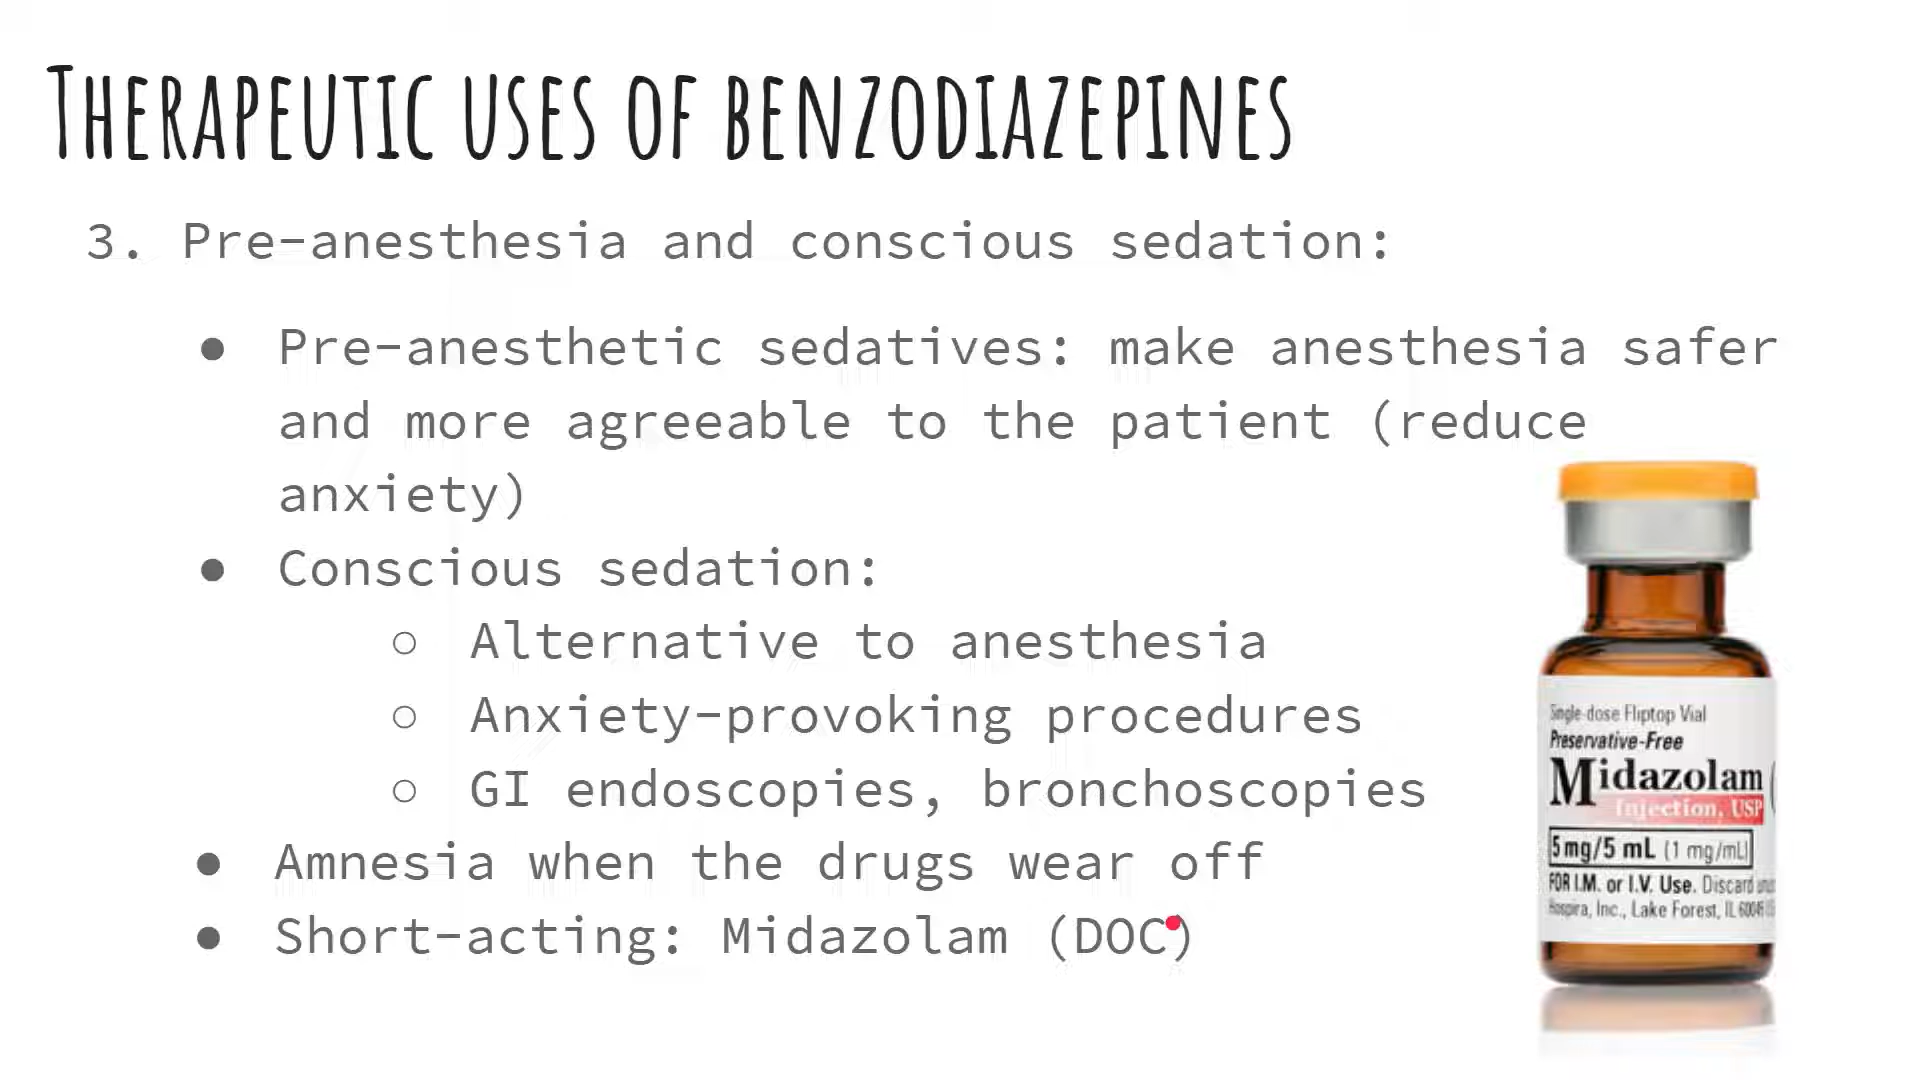 Therapeutic uses of benzodiazepines
3. Pre-anesthesia and conscious sedation:
● Pre-anesthetic sedatives: make anesthesia safer
and more agreeable to the patient (reduce
anxiety)
● Conscious sedation:
○ Alternative to anesthesia
○ Anxiety-provoking procedures
○ GI endoscopies, bronchoscopies
● Amnesia when the drugs wear off
● Short-acting: Midazolam (DOC)
Single-dose Fliptop Vial
Preservative-Free
Midazolam
Injection, USP
5 mg/5 mL (1 mg/mL)
FOR I.M. or I.V. Use. Discard
Hospira, Inc., Lake Forest, IL 60045